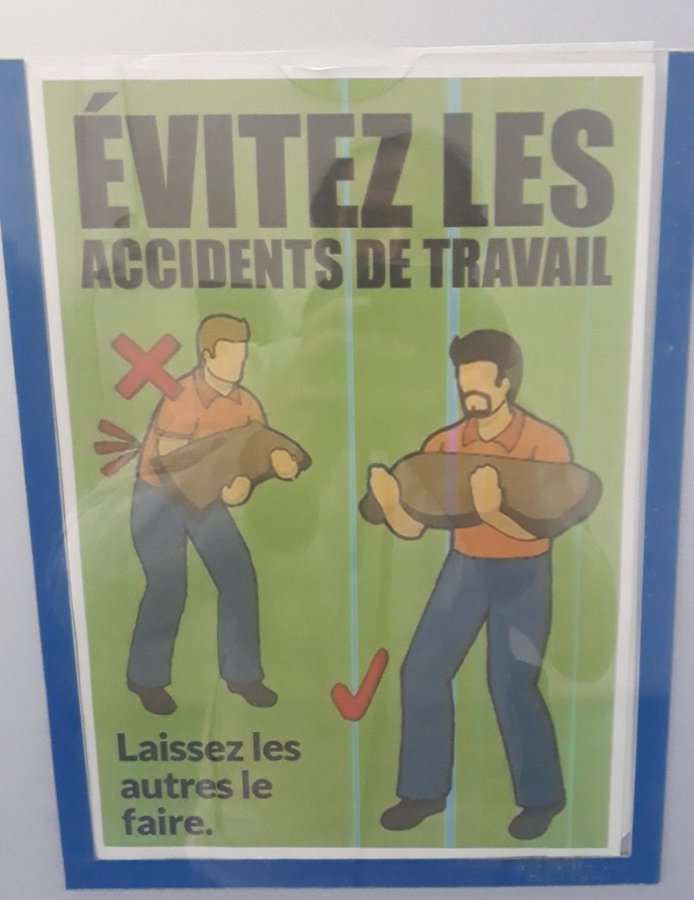 ÉVITEZ LES
ACCIDENTS DE TRAVAIL
Laissez les
autres le
faire.